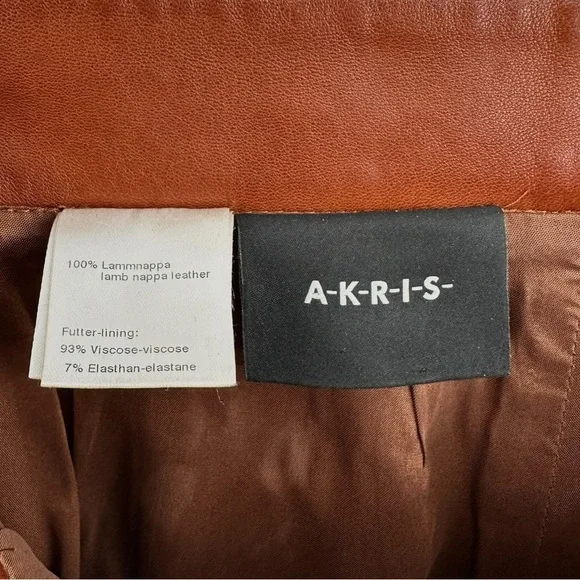 100% Lammnappa
lamb nappa leather
Futter-lining:
93% Viscose-viscose
7% Elasthan-elastane
A-K-R-I-S-